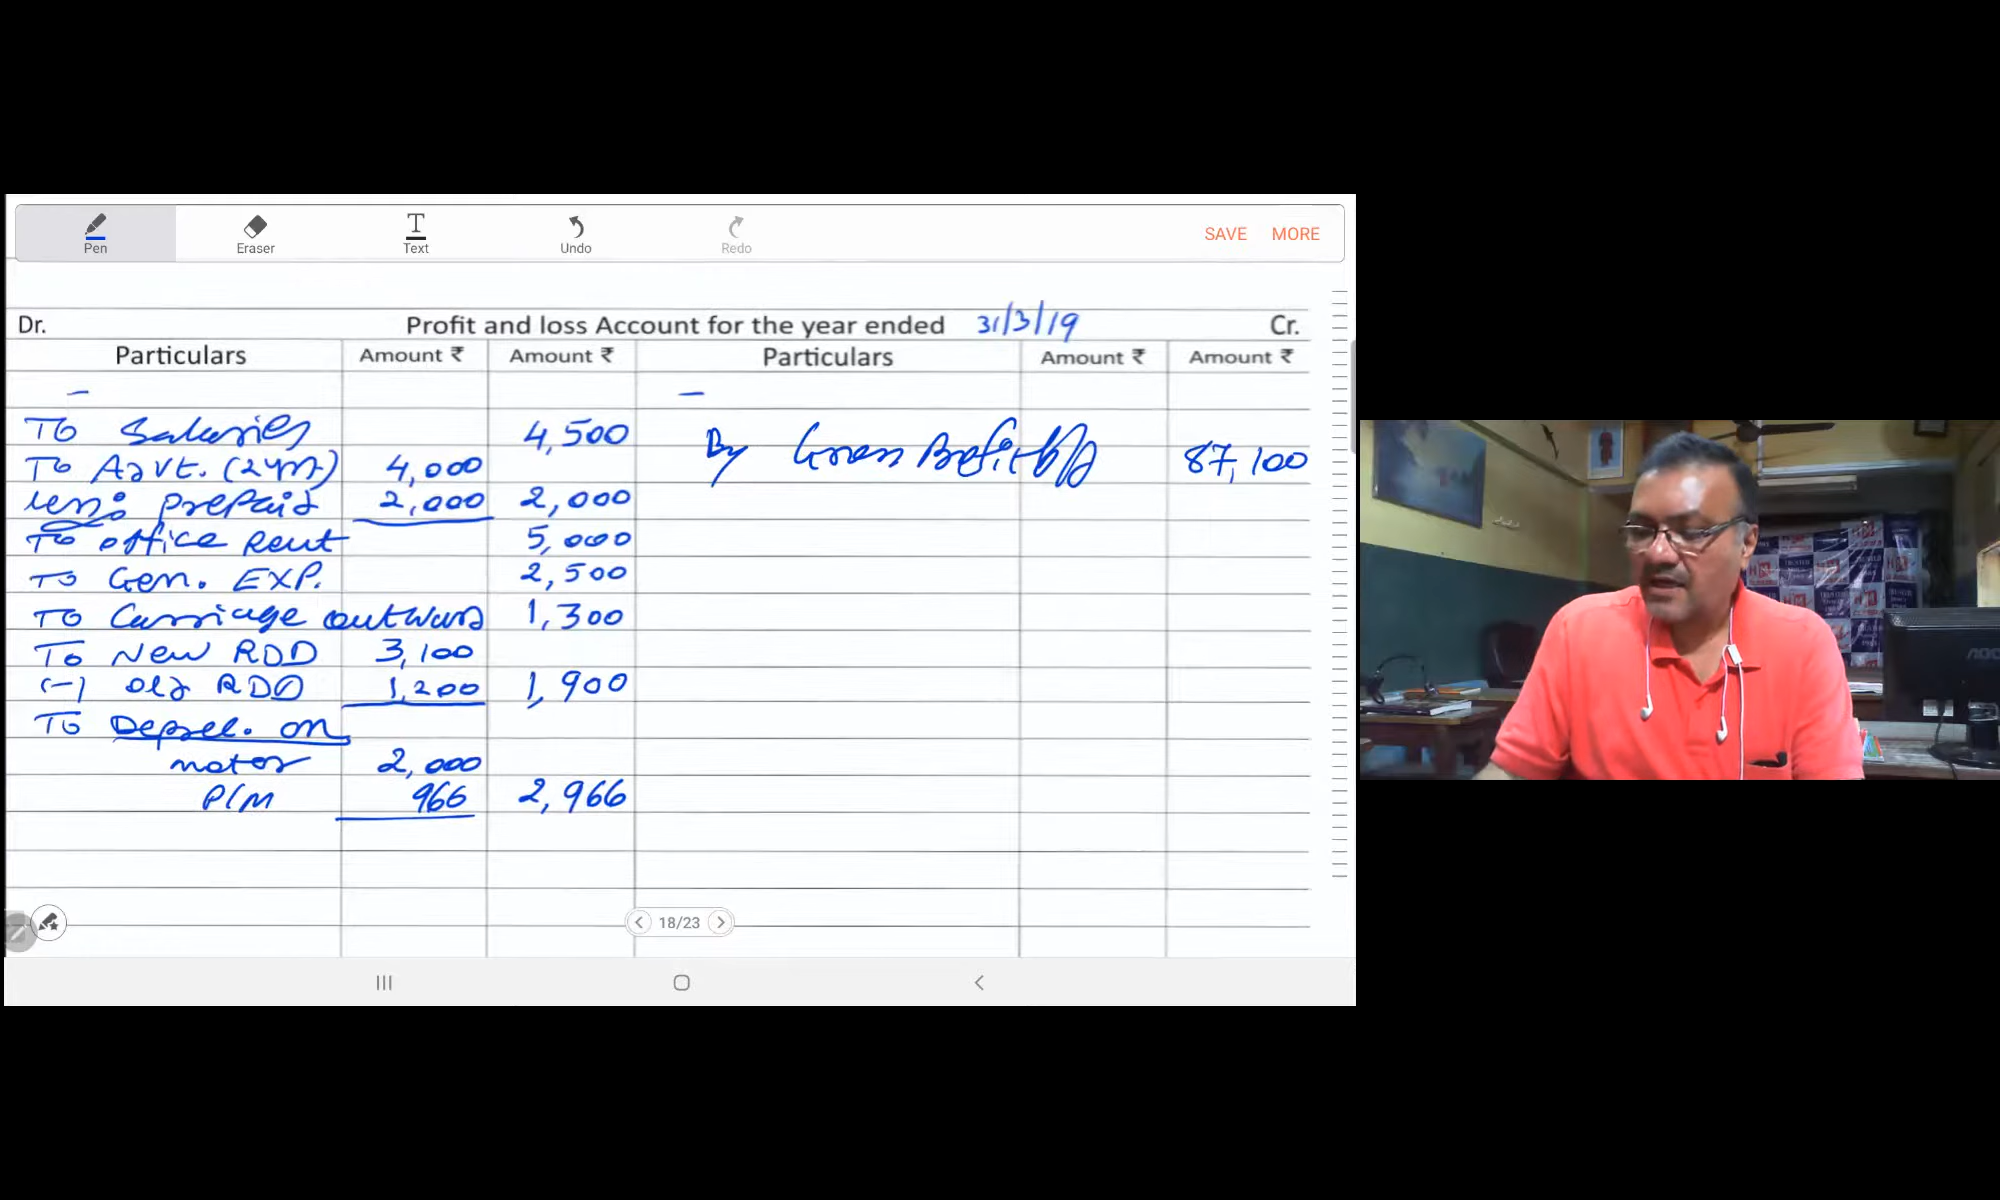 Pen Eraser Text Undo Redo SAVE MORE
Dr. Profit and loss Account for the year ended 31/3/19 Cr.
Particulars Amount ₹ Amount ₹ Particulars Amount ₹ Amount ₹
— —
To Salaries 4,500
By Gross Profit b/d 87,100
To Advt. (2 yrs.) 4,000
less: prepaid 2,000 2,000
To office Rent 5,000
To Gen. EXP. 2,500
To Carriage outward 1,300
To New RDD 3,100
(-) old RDD 1,200 1,900
To Deprel. on
motor 2,000
P/M 966 2,966
18/23